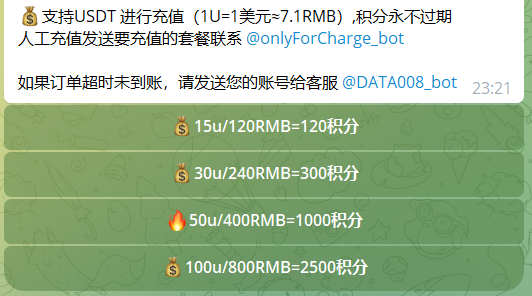 💰支持USDT 进行充值（1U=1美元≈7.1RMB）,积分永不过期
人工充值发送要充值的套餐联系 @onlyForCharge_bot
如果订单超时未到账，请发送您的账号给客服 @DATA008_bot
23:21
💰15u/120RMB=120积分
💰30u/240RMB=300积分
🔥50u/400RMB=1000积分
💰100u/800RMB=2500积分